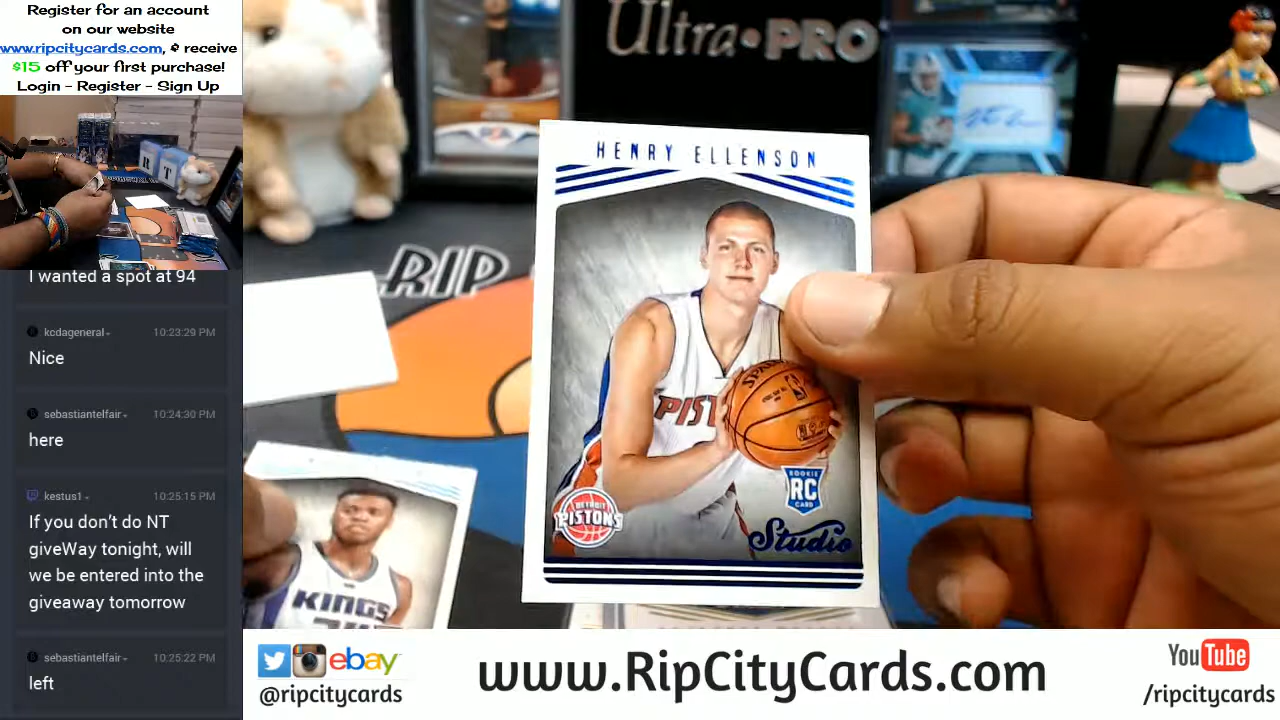 Register for an account
on our website
www.ripcitycards.com, & receive
$15 off your first purchase!
Login - Register - Sign Up
R T
I wanted a spot at 94
kcdageneral
10:23:29 PM
Nice
sebastiantelfair
10:24:30 PM
here
kestus1
10:25:15 PM
If you don't do NT
giveWay tonight, will
we be entered into the
giveaway tomorrow
sebastiantelfair
10:25:22 PM
left
Ultra•PRO
RIP
HENRY ELLENSON
SPA
PIS
ROOKIE
RC
CARD
DETROIT
PISTONS
Studio
KINGS
ebay
@ripcitycards
www.RipCityCards.com
YouTube
/ripcitycards